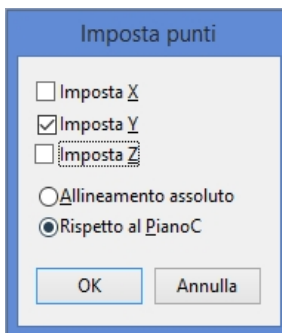 Imposta punti
Imposta X
Imposta Y
Imposta Z
Allineamento assoluto
Rispetto al PianoC
OK Annulla